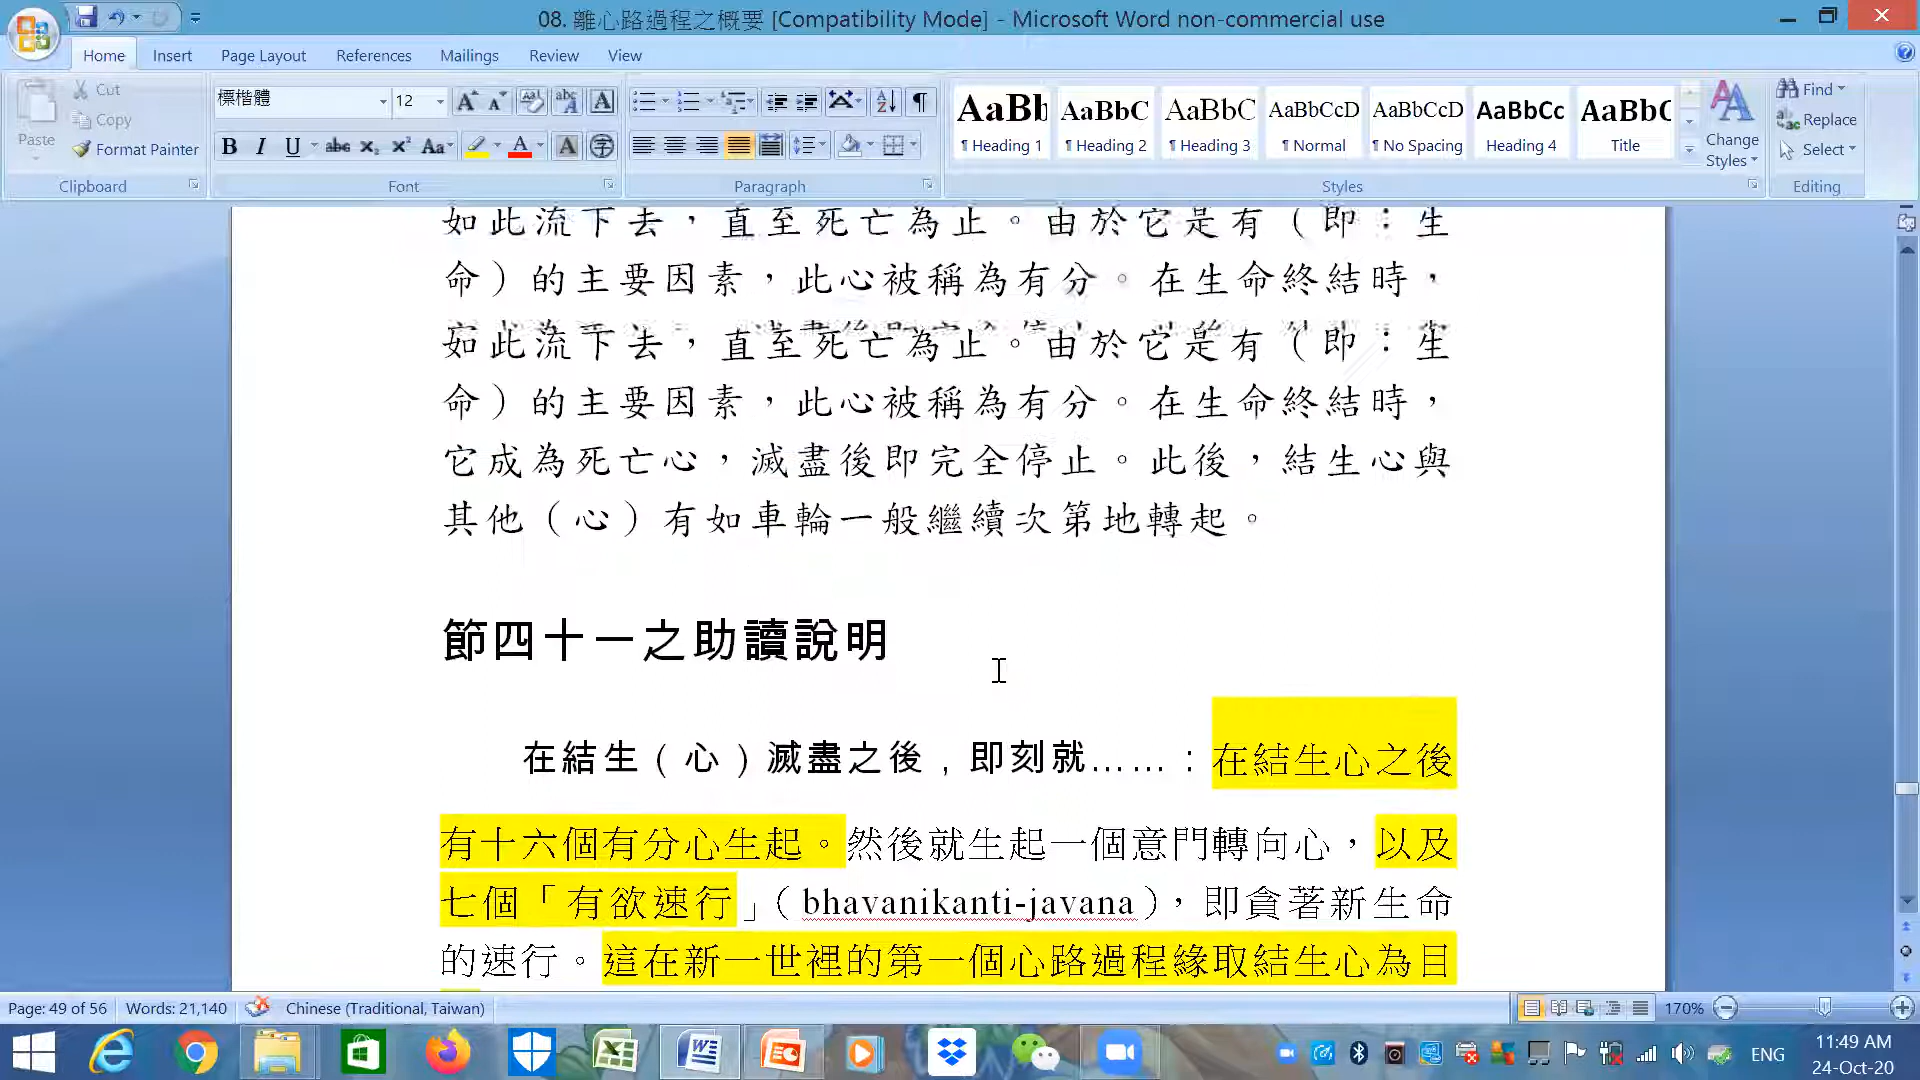 08. 離心路過程之概要 [Compatibility Mode] - Microsoft Word non-commercial use
Home Insert Page Layout References Mailings Review View
Paste
Cut
Copy
Format Painter
Clipboard
標楷體 12
Font
Paragraph
AaBb AaBbC AaBbC AaBbCcD AaBbCcD AaBbCc AaBbC
¶ Heading 1 ¶ Heading 2 ¶ Heading 3 ¶ Normal ¶ No Spacing Heading 4 Title
Change Styles
Styles
Find
Replace
Select
Editing
如此流下去，直至死亡為止。由於它是有（即：生
命）的主要因素，此心被稱為有分。在生命終結時，
如此流下去，直至死亡為止。由於它是有（即：生
命）的主要因素，此心被稱為有分。在生命終結時，
它成為死亡心，滅盡後即完全停止。此後，結生心與
其他（心）有如車輪一般繼續次第地轉起。
節四十一之助讀說明
在結生（心）滅盡之後，即刻就……：在結生心之後
有十六個有分心生起。然後就生起一個意門轉向心，以及
七個「有欲速行」（bhavanikanti-javana），即貪著新生命
的速行。這在新一世裡的第一個心路過程緣取結生心為目
Page: 49 of 56 Words: 21,140 Chinese (Traditional, Taiwan) 170%
ENG
11:49 AM
24-Oct-20